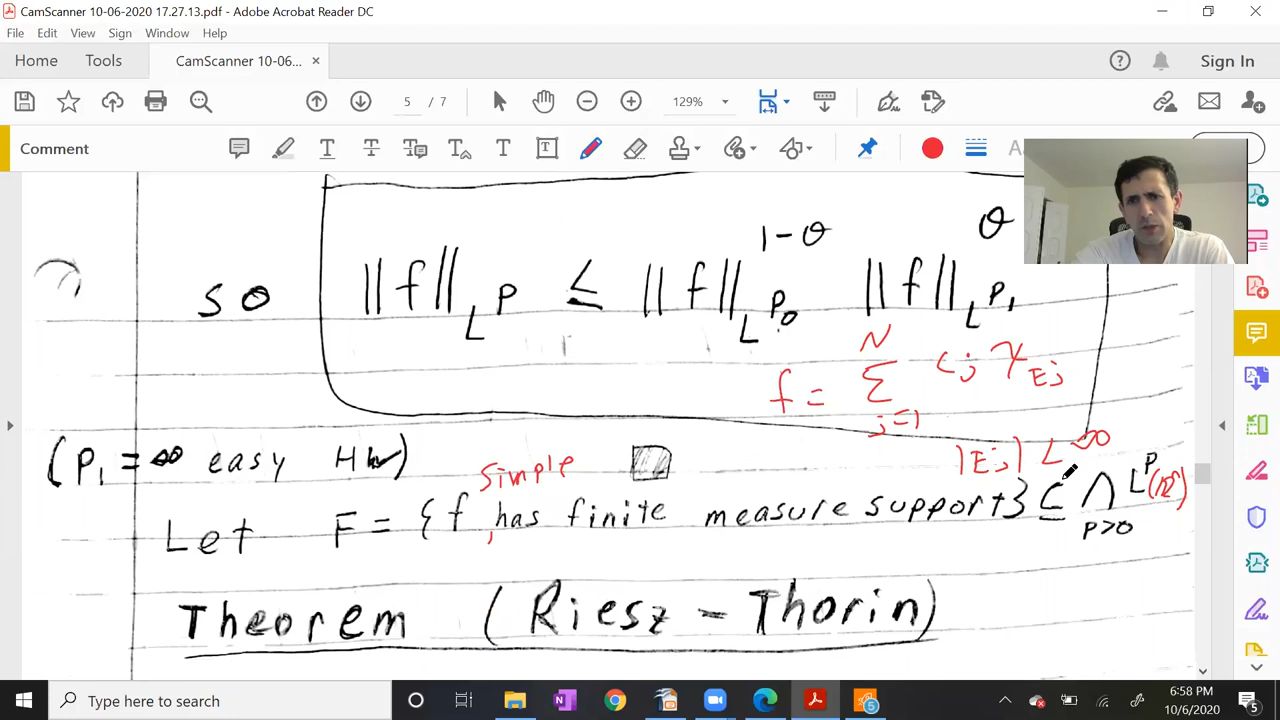 CamScanner 10-06-2020 17.27.13.pdf - Adobe Acrobat Reader DC
File Edit View Sign Window Help
Home Tools CamScanner 10-06... × Sign In
5 / 7 129%
Comment
so ||f||_{L^p} ≤ ||f||_{L^{p_0}}^{1-θ} ||f||_{L^{p_1}}^{θ}
f = \sum_{j=1}^{N} c_j χ_{E_j}
(p_1 = ∞ easy HW)
|E_j| < ∞
simple
Let F = {f, has finite measure support} ⊆ ∩_{p>0} L^p (ℝ^n)
Theorem (Riesz - Thorin)
Type here to search
5
6:58 PM
10/6/2020
5